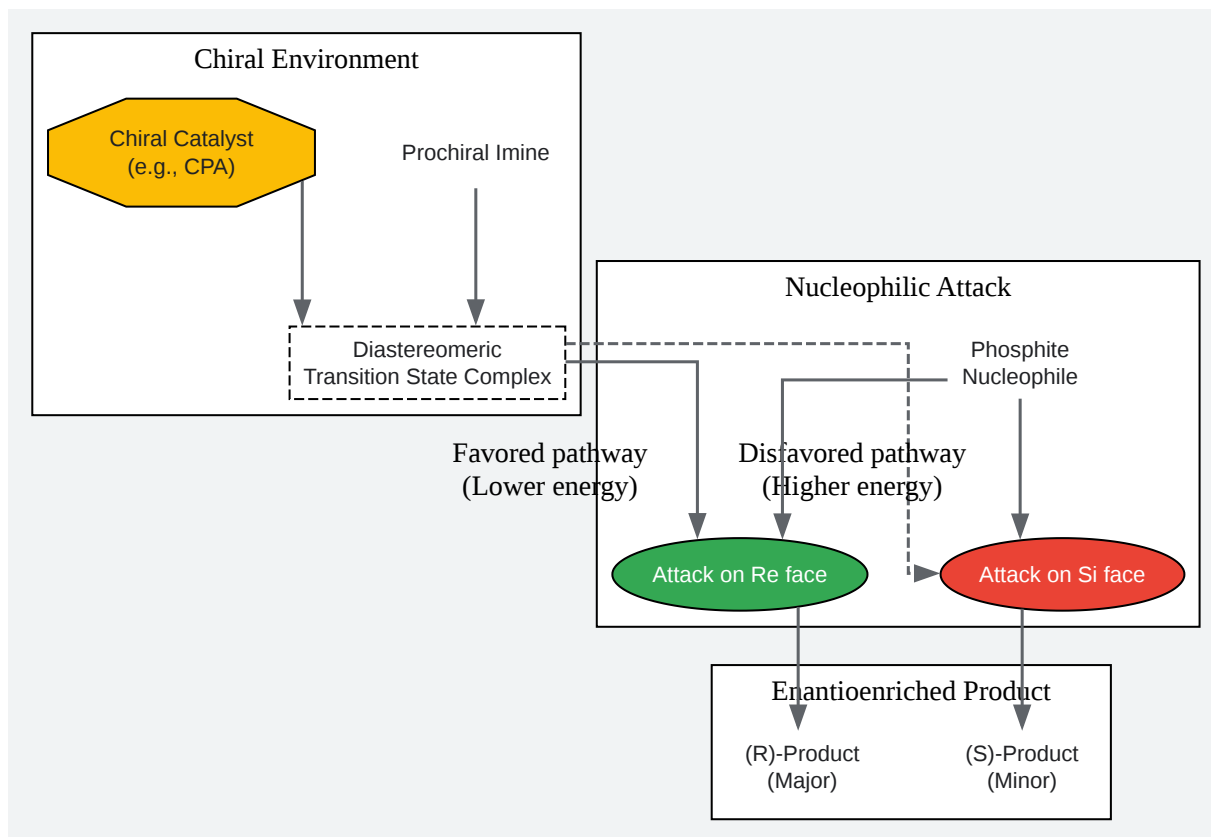 Chiral Environment
Chiral Catalyst
(e.g., CPA)
Prochiral Imine
Diastereomeric
Transition State Complex
Nucleophilic Attack
Phosphite
Nucleophile
Favored pathway
(Lower energy)
Disfavored pathway
(Higher energy)
Attack on Re face
Attack on Si face
Enantioenriched Product
(R)-Product
(Major)
(S)-Product
(Minor)